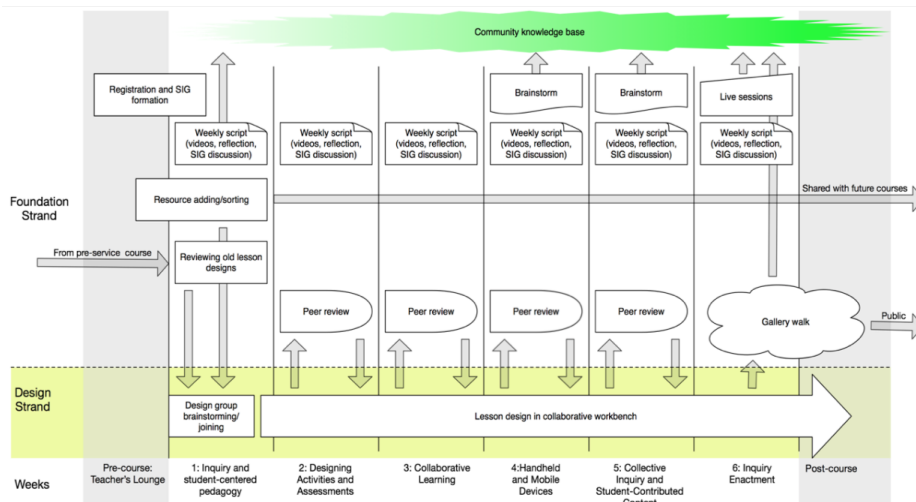 Community knowledge base
Registration and SIG
formation
Brainstorm
Brainstorm
Live sessions
Weekly script
(videos, reflection,
SIG discussion)
Weekly script
(videos, reflection,
SIG discussion)
Weekly script
(videos, reflection,
SIG discussion)
Weekly script
(videos, reflection,
SIG discussion)
Weekly script
(videos, reflection,
SIG discussion)
Weekly script
(videos, reflection,
SIG discussion)
Foundation
Strand
Resource adding/sorting
Shared with future courses
From pre-service course
Reviewing old lesson
designs
Peer review
Peer review
Peer review
Peer review
Gallery walk
Public
Design
Strand
Design group
brainstorming/
joining
Lesson design in collaborative workbench
Weeks
Pre-course:
Teacher's Lounge
1: Inquiry and
student-centered
pedagogy
2: Designing
Activities and
Assessments
3: Collaborative
Learning
4:Handheld
and Mobile
Devices
5: Collective
Inquiry and
Student-Contributed
6: Inquiry
Enactment
Post-course